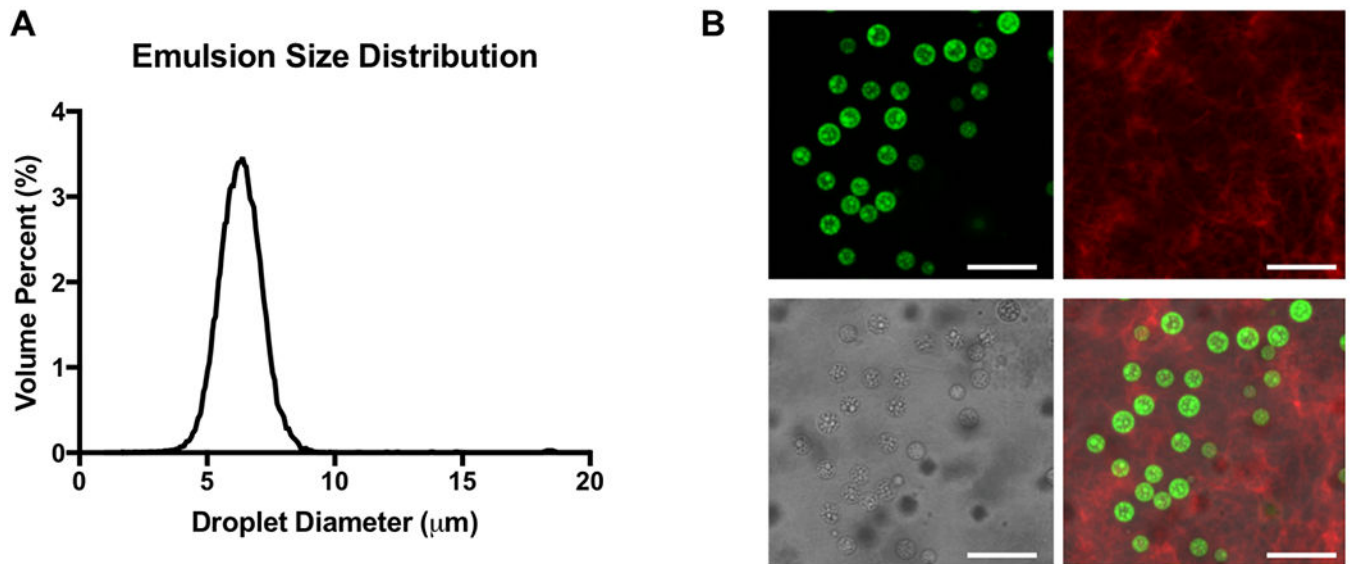 A
Emulsion Size Distribution
Volume Percent (%)
4
3
2
1
0
0 5 10 15 20
Droplet Diameter (μm)
B